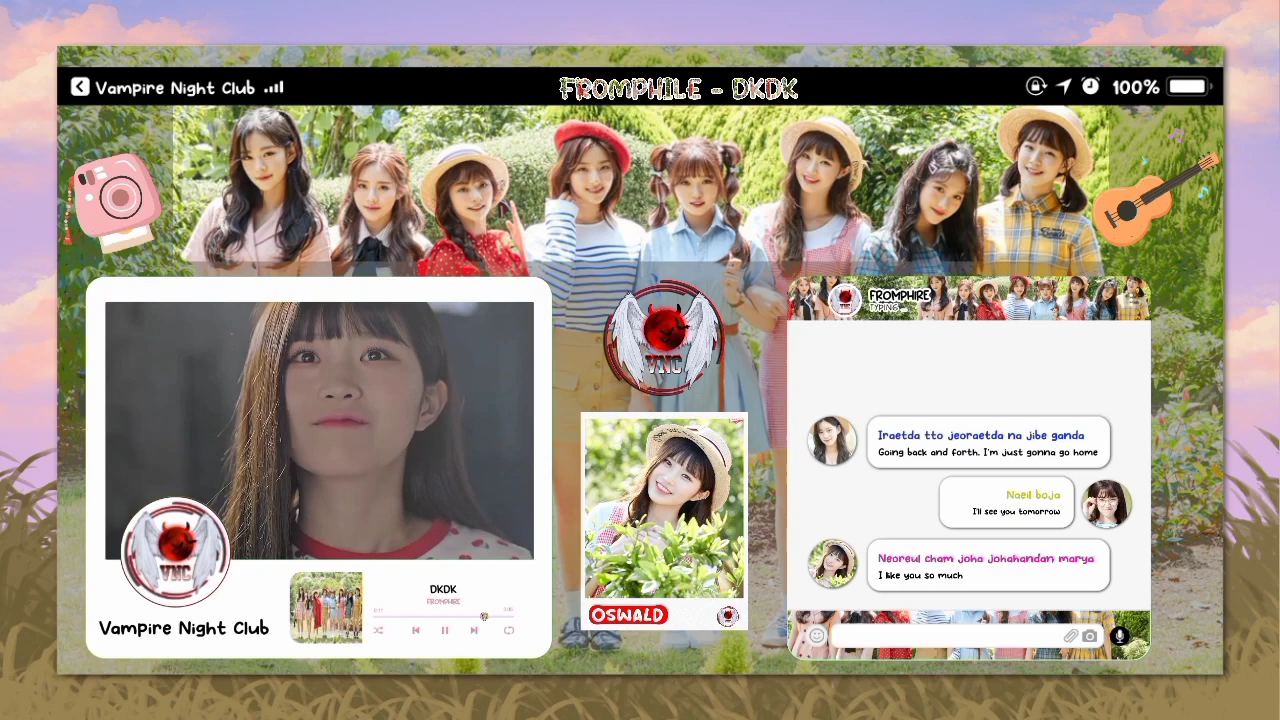 Vampire Night Club
FROMPHILE - DKDK
100%
FROMPHIRE
TYPING...
VNC
Iraetda tto jeoraetda na jibe ganda
Going back and forth. I'm just gonna go home
Naeil boja
I'll see you tomorrow
Neoreul cham joha johahandan marya
I like you so much
VNC
DKDK
FROMPHIRE
Vampire Night Club
OSWALD